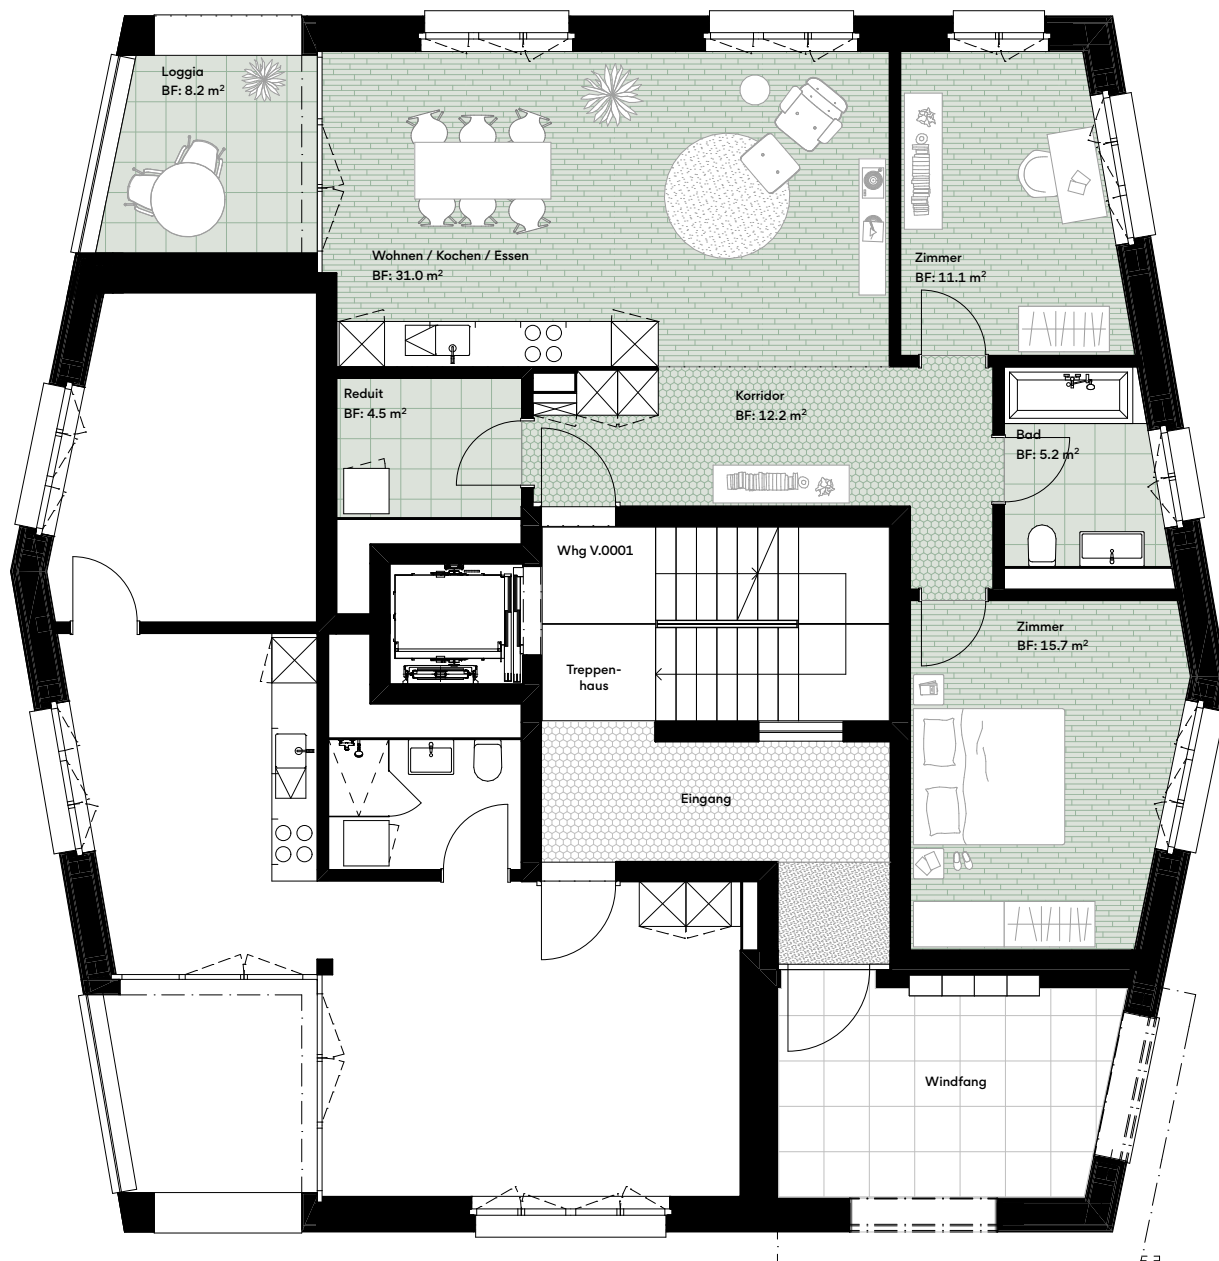 Loggia
BF: 8.2 m²
Wohnen / Kochen / Essen
BF: 31.0 m²
Zimmer
BF: 11.1 m²
Reduit
BF: 4.5 m²
Korridor
BF: 12.2 m²
Bad
BF: 5.2 m²
Whg V.0001
Treppen-
haus
Zimmer
BF: 15.7 m²
Eingang
Windfang